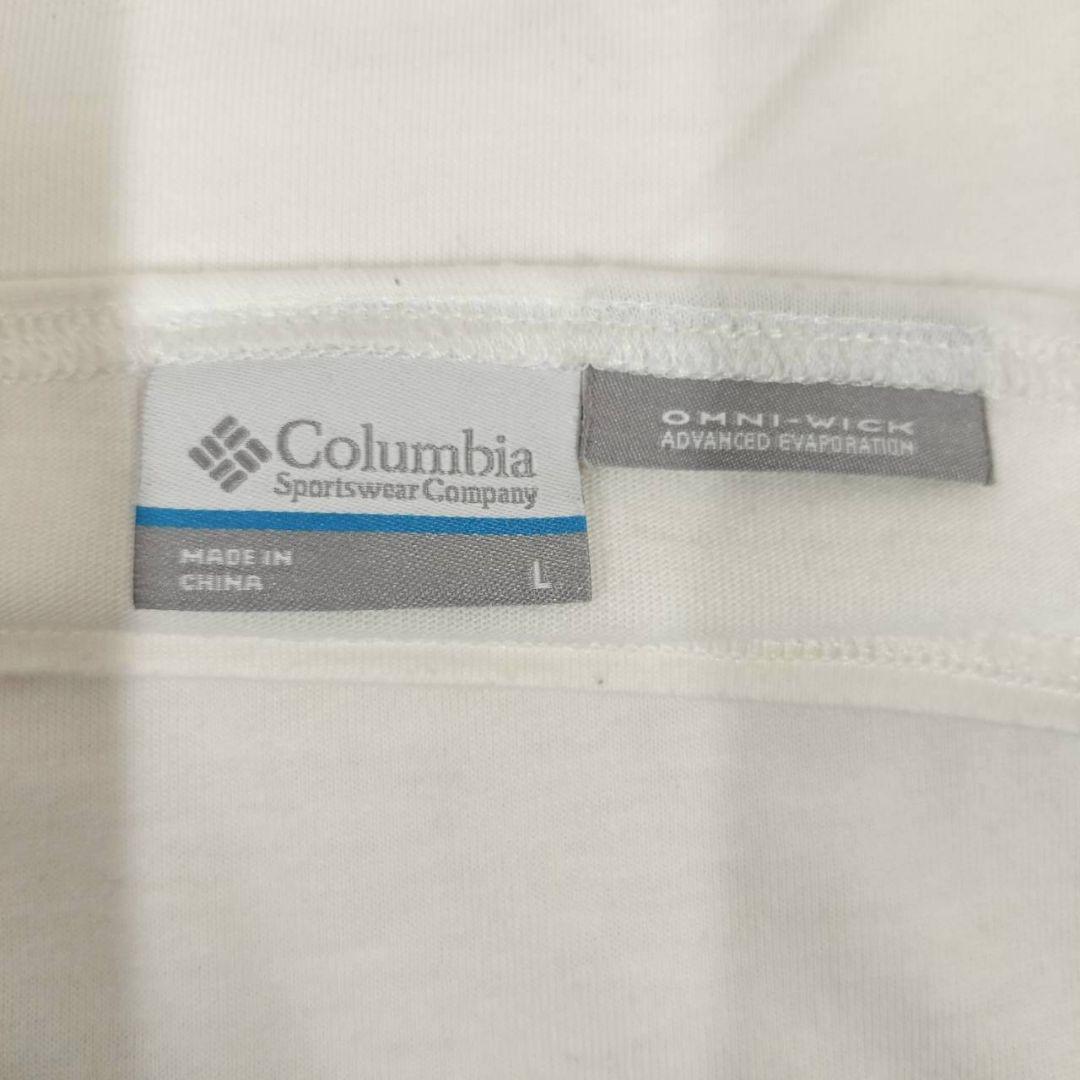 Columbia
Sportswear Company
MADE IN
CHINA
L
OMNI-WICK
ADVANCED EVAPORATION